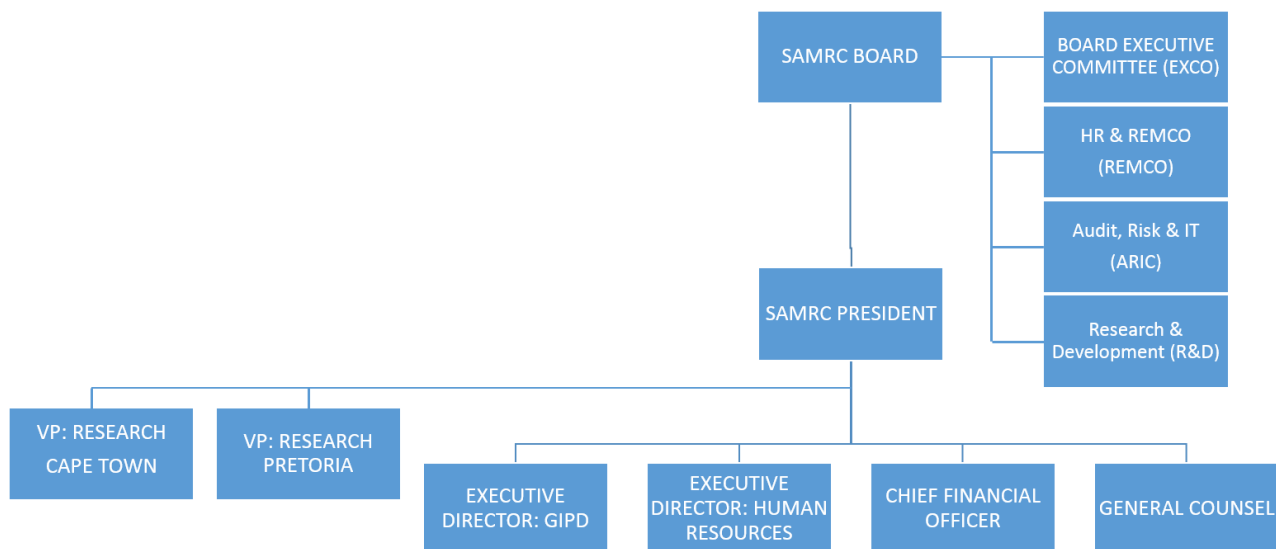 SAMRC BOARD
BOARD EXECUTIVE
COMMITTEE (EXCO)
HR & REMCO
(REMCO)
Audit, Risk & IT
(ARIC)
SAMRC PRESIDENT
Research &
Development (R&D)
VP: RESEARCH
CAPE TOWN
VP: RESEARCH
PRETORIA
EXECUTIVE
DIRECTOR: GIPD
EXECUTIVE
DIRECTOR: HUMAN
RESOURCES
CHIEF FINANCIAL
OFFICER
GENERAL COUNSEL